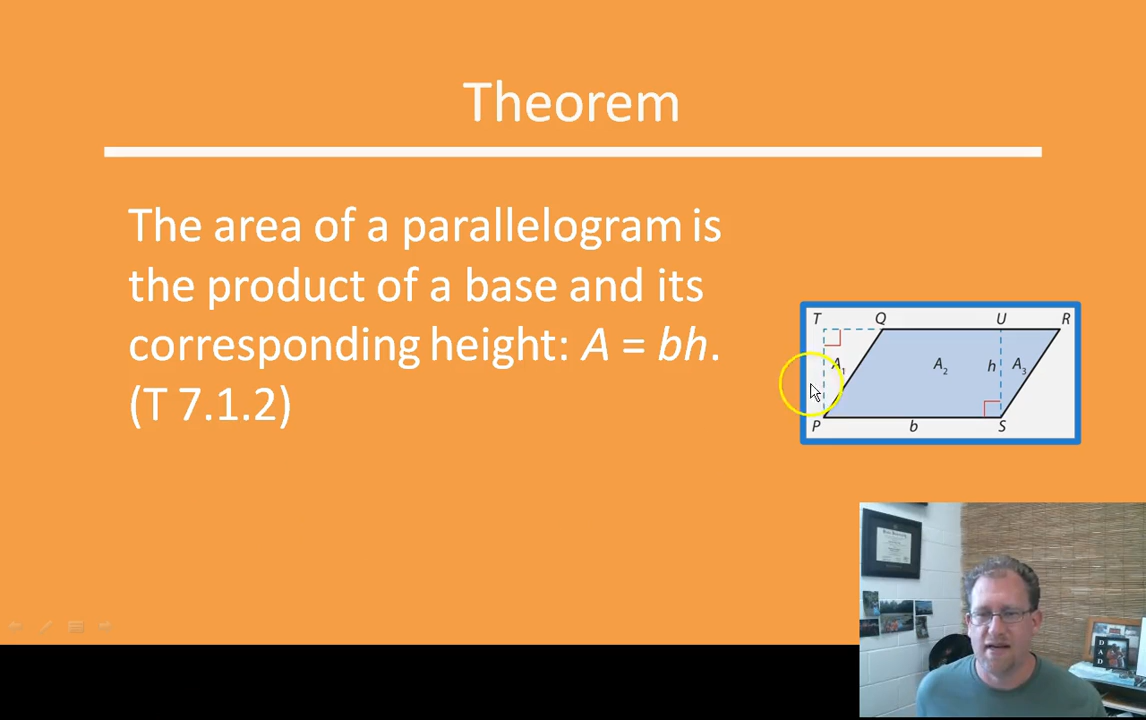 Theorem
The area of a parallelogram is
the product of a base and its
corresponding height: A = bh.
(T 7.1.2)
T Q U R
A₁ A₂ h A₃
P b S
DAD